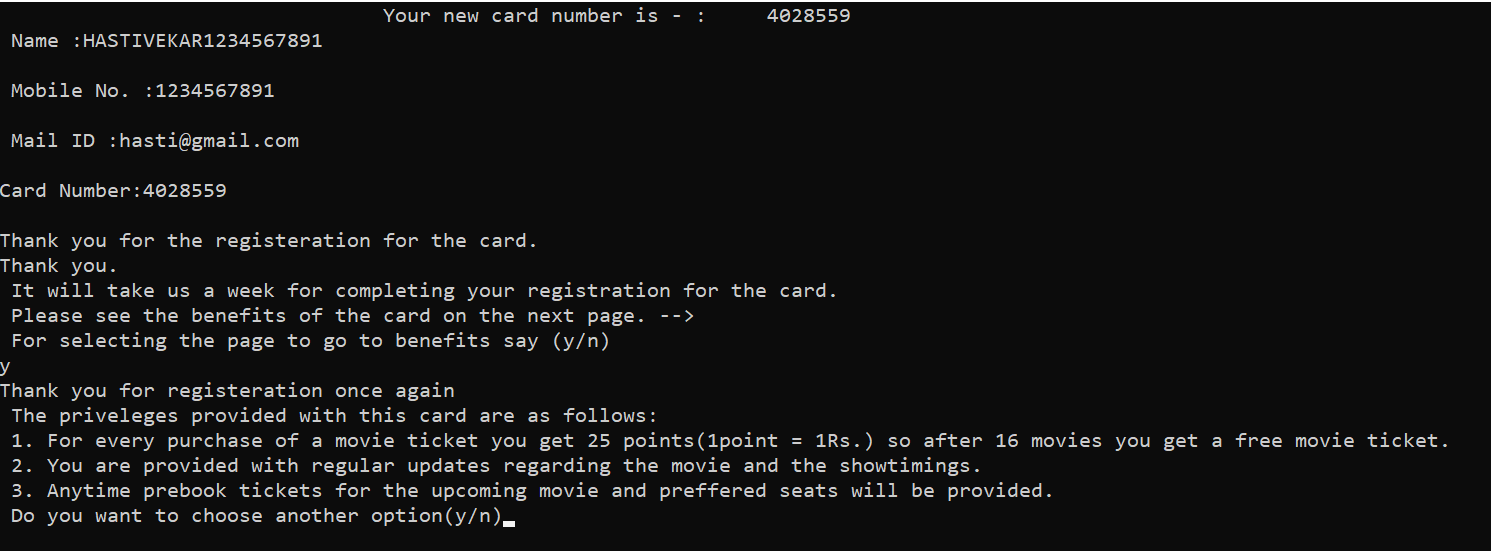 Your new card number is - : 4028559
Name :HASTIVEKAR1234567891
Mobile No. :1234567891
Mail ID :hasti@gmail.com
Card Number:4028559
Thank you for the registeration for the card.
Thank you.
It will take us a week for completing your registration for the card.
Please see the benefits of the card on the next page. -->
For selecting the page to go to benefits say (y/n)
y
Thank you for registeration once again
The priveleges provided with this card are as follows:
1. For every purchase of a movie ticket you get 25 points(1point = 1Rs.) so after 16 movies you get a free movie ticket.
2. You are provided with regular updates regarding the movie and the showtimings.
3. Anytime prebook tickets for the upcoming movie and preffered seats will be provided.
Do you want to choose another option(y/n)